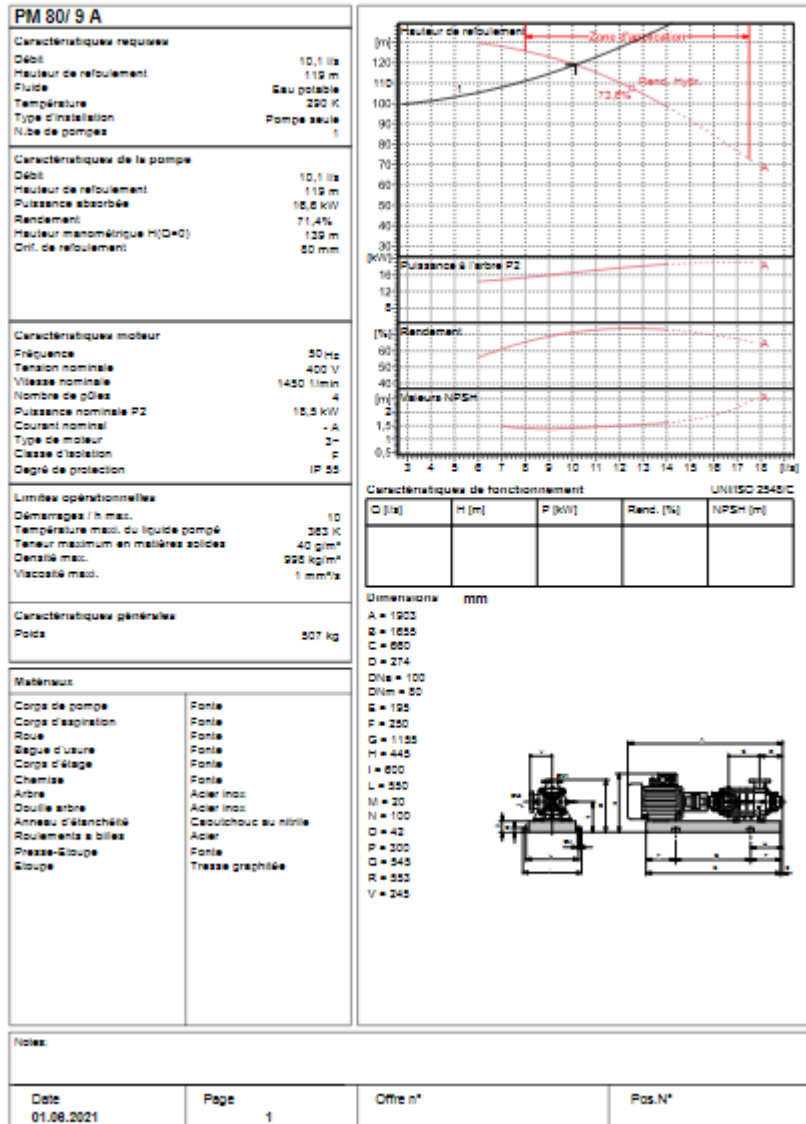 PM 80/ 9 A
Caractéristiques requises
Débit 10,1 l/s
Hauteur de refoulement 119 m
Fluide Eau potable
Température 290 K
Type d'installation Pompe seule
N.be de pompes 1
Caractéristiques de la pompe
Débit 10,1 l/s
Hauteur de refoulement 119 m
Puissance absorbée 16,6 kW
Rendement 71,4%
Hauteur manométrique H(Q=0)
Orif. de refoulement 80 mm
Caractéristiques moteur
Fréquence 50 Hz
Tension nominale 400 V
Vitesse nominale 1450 1/min
Nombre de pôles 4
Puissance nominale P2 18,5 kW
Courant nominal - A
Type de moteur 3~
Classe d'isolation F
Degré de protection IP 55
Limites opérationnelles
Démarrages / h max. 10
Température maxi. du liquide pompé 363 K
Teneur maximum en matières solides 40 g/m³
Densité max. 998 kg/m³
Viscosité maxi. 1 mm²/s
Caractéristiques générales
Poids 507 kg
Matériaux
Corps de pompe Fonte
Corps d'aspiration Fonte
Roue Fonte
Bague d'usure Fonte
Corps d'étage Fonte
Chemise Fonte
Arbre Acier inox
Douille arbre Acier inox
Anneau d'étanchéité Caoutchouc au nitrile
Roulements a billes Acier
Presse-Etoupe Fonte
Etoupe Tresse graphitée
Hauteur de refoulement
Zone d'application
[m]
120
110
100
90
80
70
60
50
40
30
1
Rend. Hydr.
A
[kW]
Puissance à l'arbre P2
16
12
8
A
[%]
Rendement
60
50
40
A
[m]
Valeurs NPSH
2
1,5
1
0,5
A
3 4 5 6 7 8 9 10 11 12 13 14 15 16 17 18 [l/s]
Caractéristiques de fonctionnement UNI/ISO 2548/C
Q [l/s] H [m] P [kW] Rend. [%] NPSH [m]
Dimensions mm
A = 1903
B = 1655
C = 660
D = 274
DNa = 100
DNm = 80
E = 195
F = 250
G = 1155
H = 445
I = 600
L = 550
M = 20
N = 100
O = 42
P = 300
Q = 545
R = 553
V = 245
Notes:
Date
01.06.2021
Page
1
Offre n°
Pos.N°